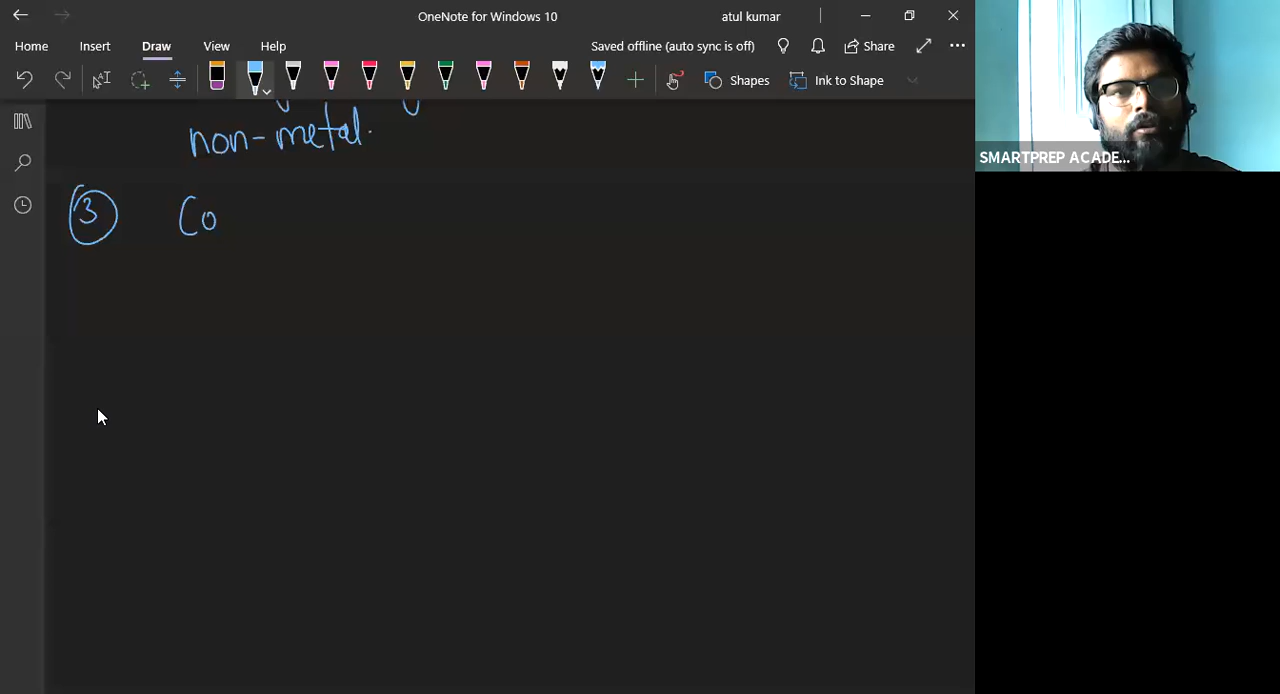 OneNote for Windows 10
atul kumar
Home Insert Draw View Help
Saved offline (auto sync is off)
Share
Shapes
Ink to Shape
non-metal.
3 Co
SMARTPREP ACADE...